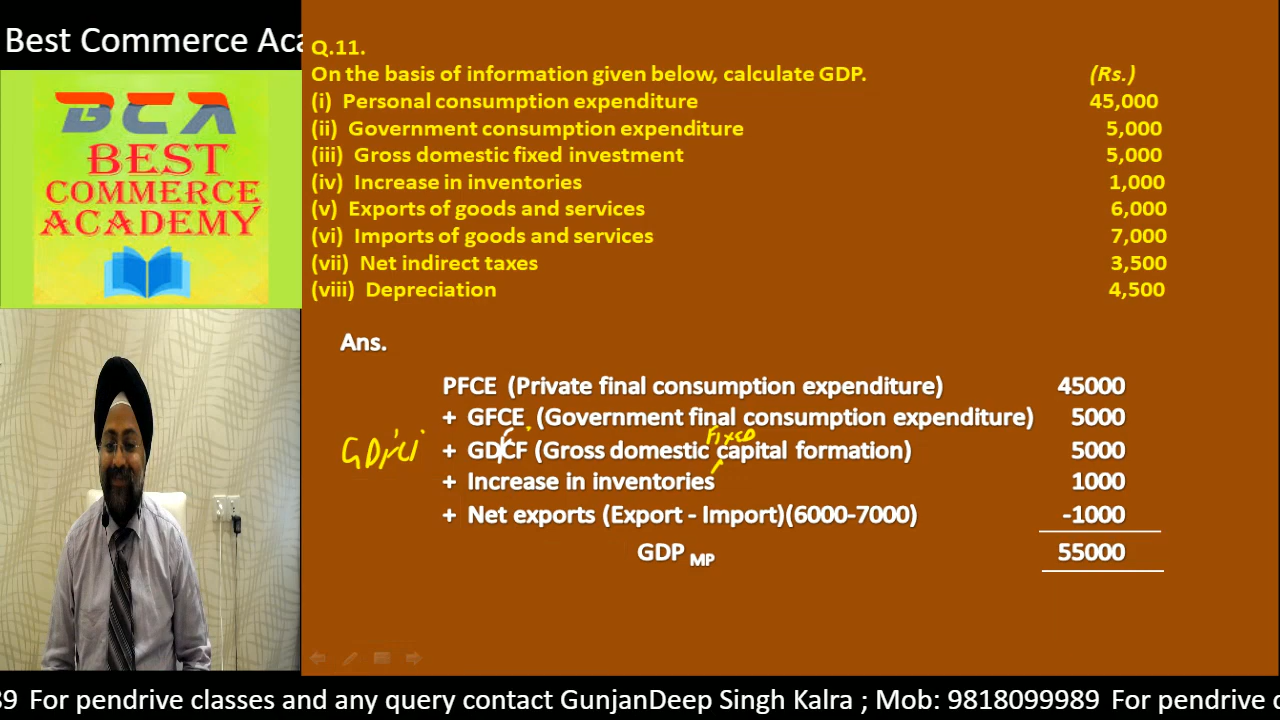 Best Commerce Aca
BCA
BEST
COMMERCE
ACADEMY
Q.11.
On the basis of information given below, calculate GDP. (Rs.)
(i) Personal consumption expenditure 45,000
(ii) Government consumption expenditure 5,000
(iii) Gross domestic fixed investment 5,000
(iv) Increase in inventories 1,000
(v) Exports of goods and services 6,000
(vi) Imports of goods and services 7,000
(vii) Net indirect taxes 3,500
(viii) Depreciation 4,500
Ans.
PFCE (Private final consumption expenditure) 45000
+ GFCE (Government final consumption expenditure) 5000
Fixed
+ GDCF (Gross domestic capital formation) 5000
+ Increase in inventories 1000
+ Net exports (Export - Import)(6000-7000) -1000
GDP MP 55000
39 For pendrive classes and any query contact GunjanDeep Singh Kalra ; Mob: 9818099989 For pendrive c